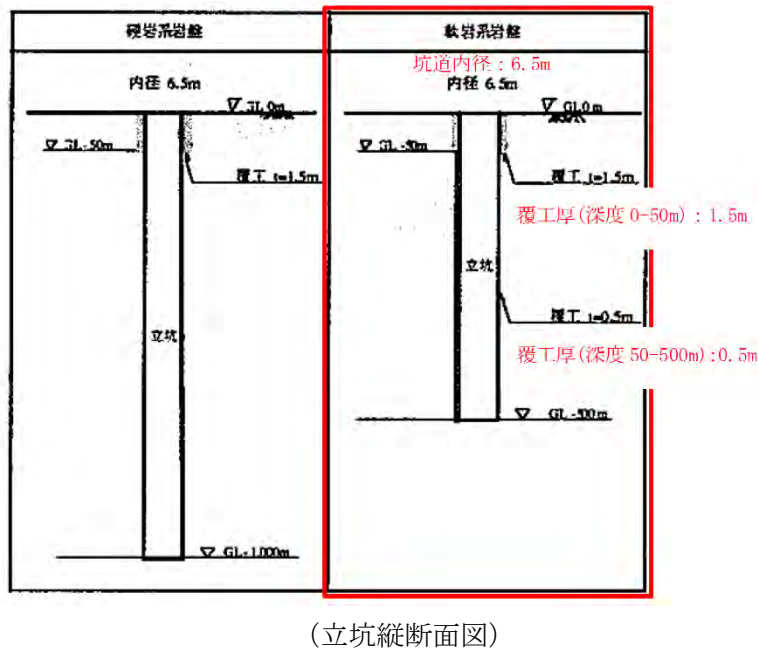 硬岩系岩盤
内径 6.5m
GL 0m
GL-50m
覆工 t=1.5m
立坑
GL-1,000m
軟岩系岩盤
坑道内径：6.5m
内径 6.5m
GL 0m
GL-50m
覆工 t=1.5m
覆工厚(深度 0-50m)：1.5m
立坑
覆工 t=0.5m
覆工厚(深度 50-500m):0.5m
GL-500m
(立坑縦断面図)